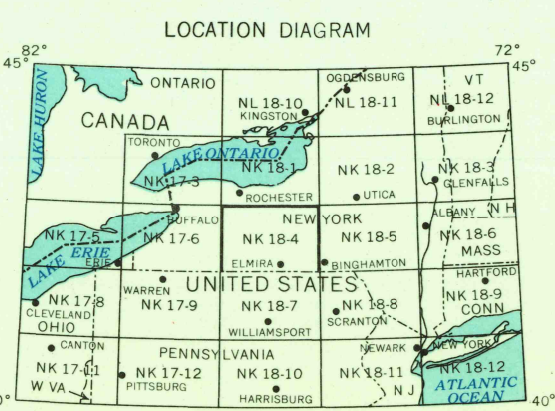 LOCATION DIAGRAM
82° 72°
45° 45°
ONTARIO OGDENSBURG VT
LAKE HURON
NL 18-10 NL 18-11 NL 18-12
KINGSTON BURLINGTON
CANADA
TORONTO
LAKE ONTARIO
NK 17-3 NK 18-1 NK 18-2 NK 18-3
GLENFALLS
ROCHESTER UTICA
BUFFALO NEW YORK ALBANY N H
NK 17-5 NK 17-6 NK 18-4 NK 18-5 NK 18-6
MASS
LAKE ERIE
ERIE ELMIRA BINGHAMTON
HARTFORD
WARREN UNITED STATES
NK 17-8 NK 17-9 NK 18-7 NK 18-8 NK 18-9
CLEVELAND CONN
OHIO WILLIAMSPORT SCRANTON
CANTON PENNSYLVANIA NEWARK NEW YORK
NK 17-11 NK 17-12 NK 18-10 NK 18-11 NK 18-12
W VA PITTSBURG HARRISBURG N J
ATLANTIC
OCEAN
0° 40°